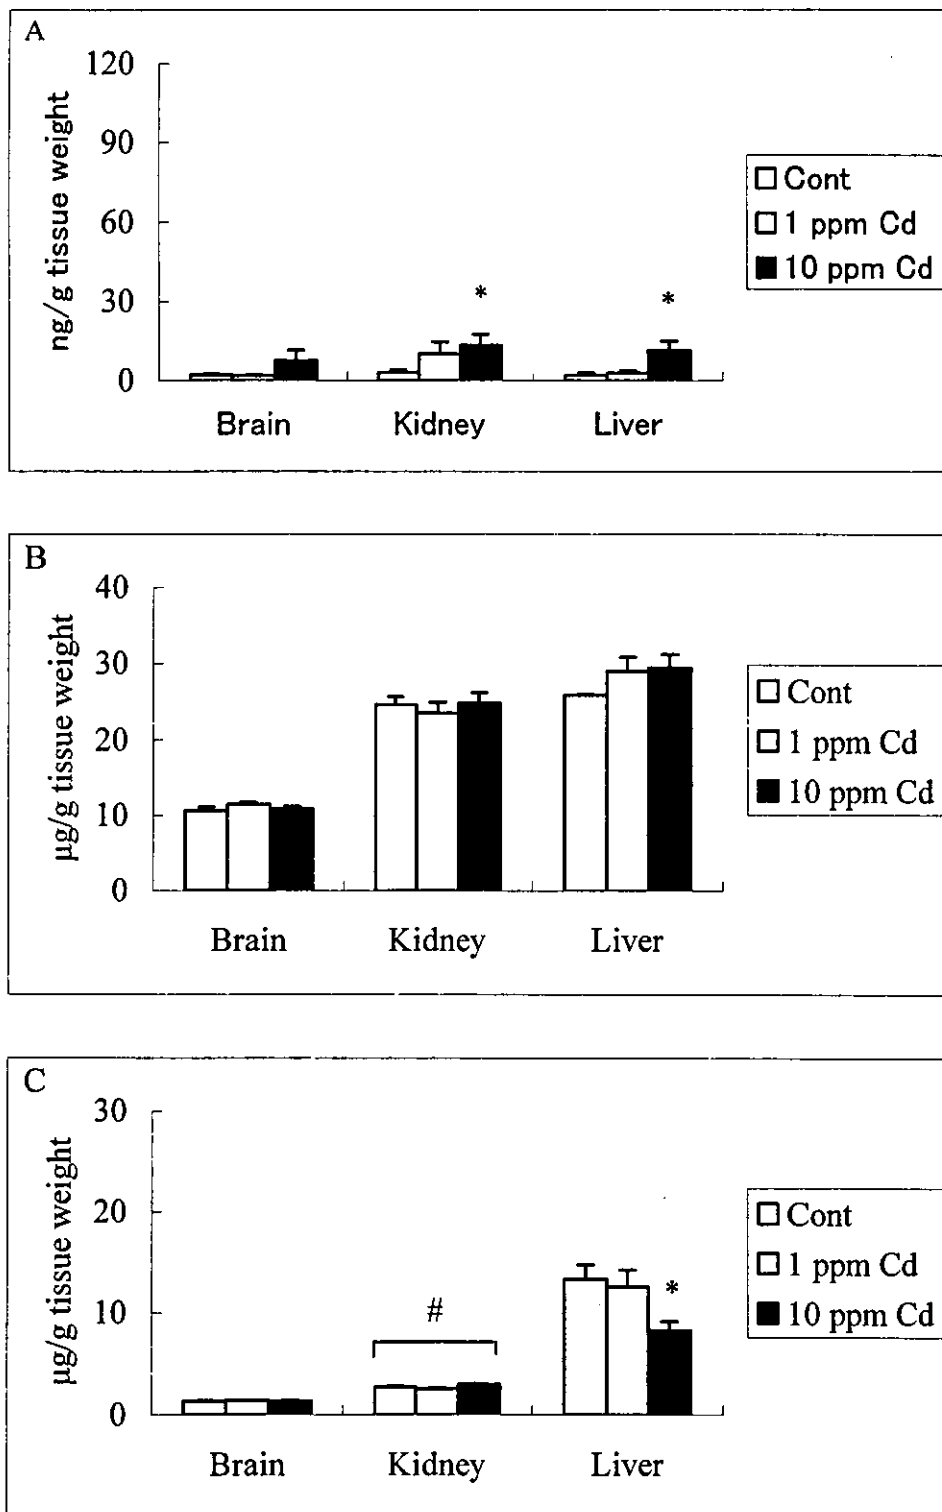 A
ng/g tissue weight
120
90
60
30
0
*
*
Brain Kidney Liver
Cont
1 ppm Cd
10 ppm Cd
B
µg/g tissue weight
40
30
20
10
0
Brain Kidney Liver
Cont
1 ppm Cd
10 ppm Cd
C
µg/g tissue weight
30
20
10
0
#
*
Brain Kidney Liver
Cont
1 ppm Cd
10 ppm Cd